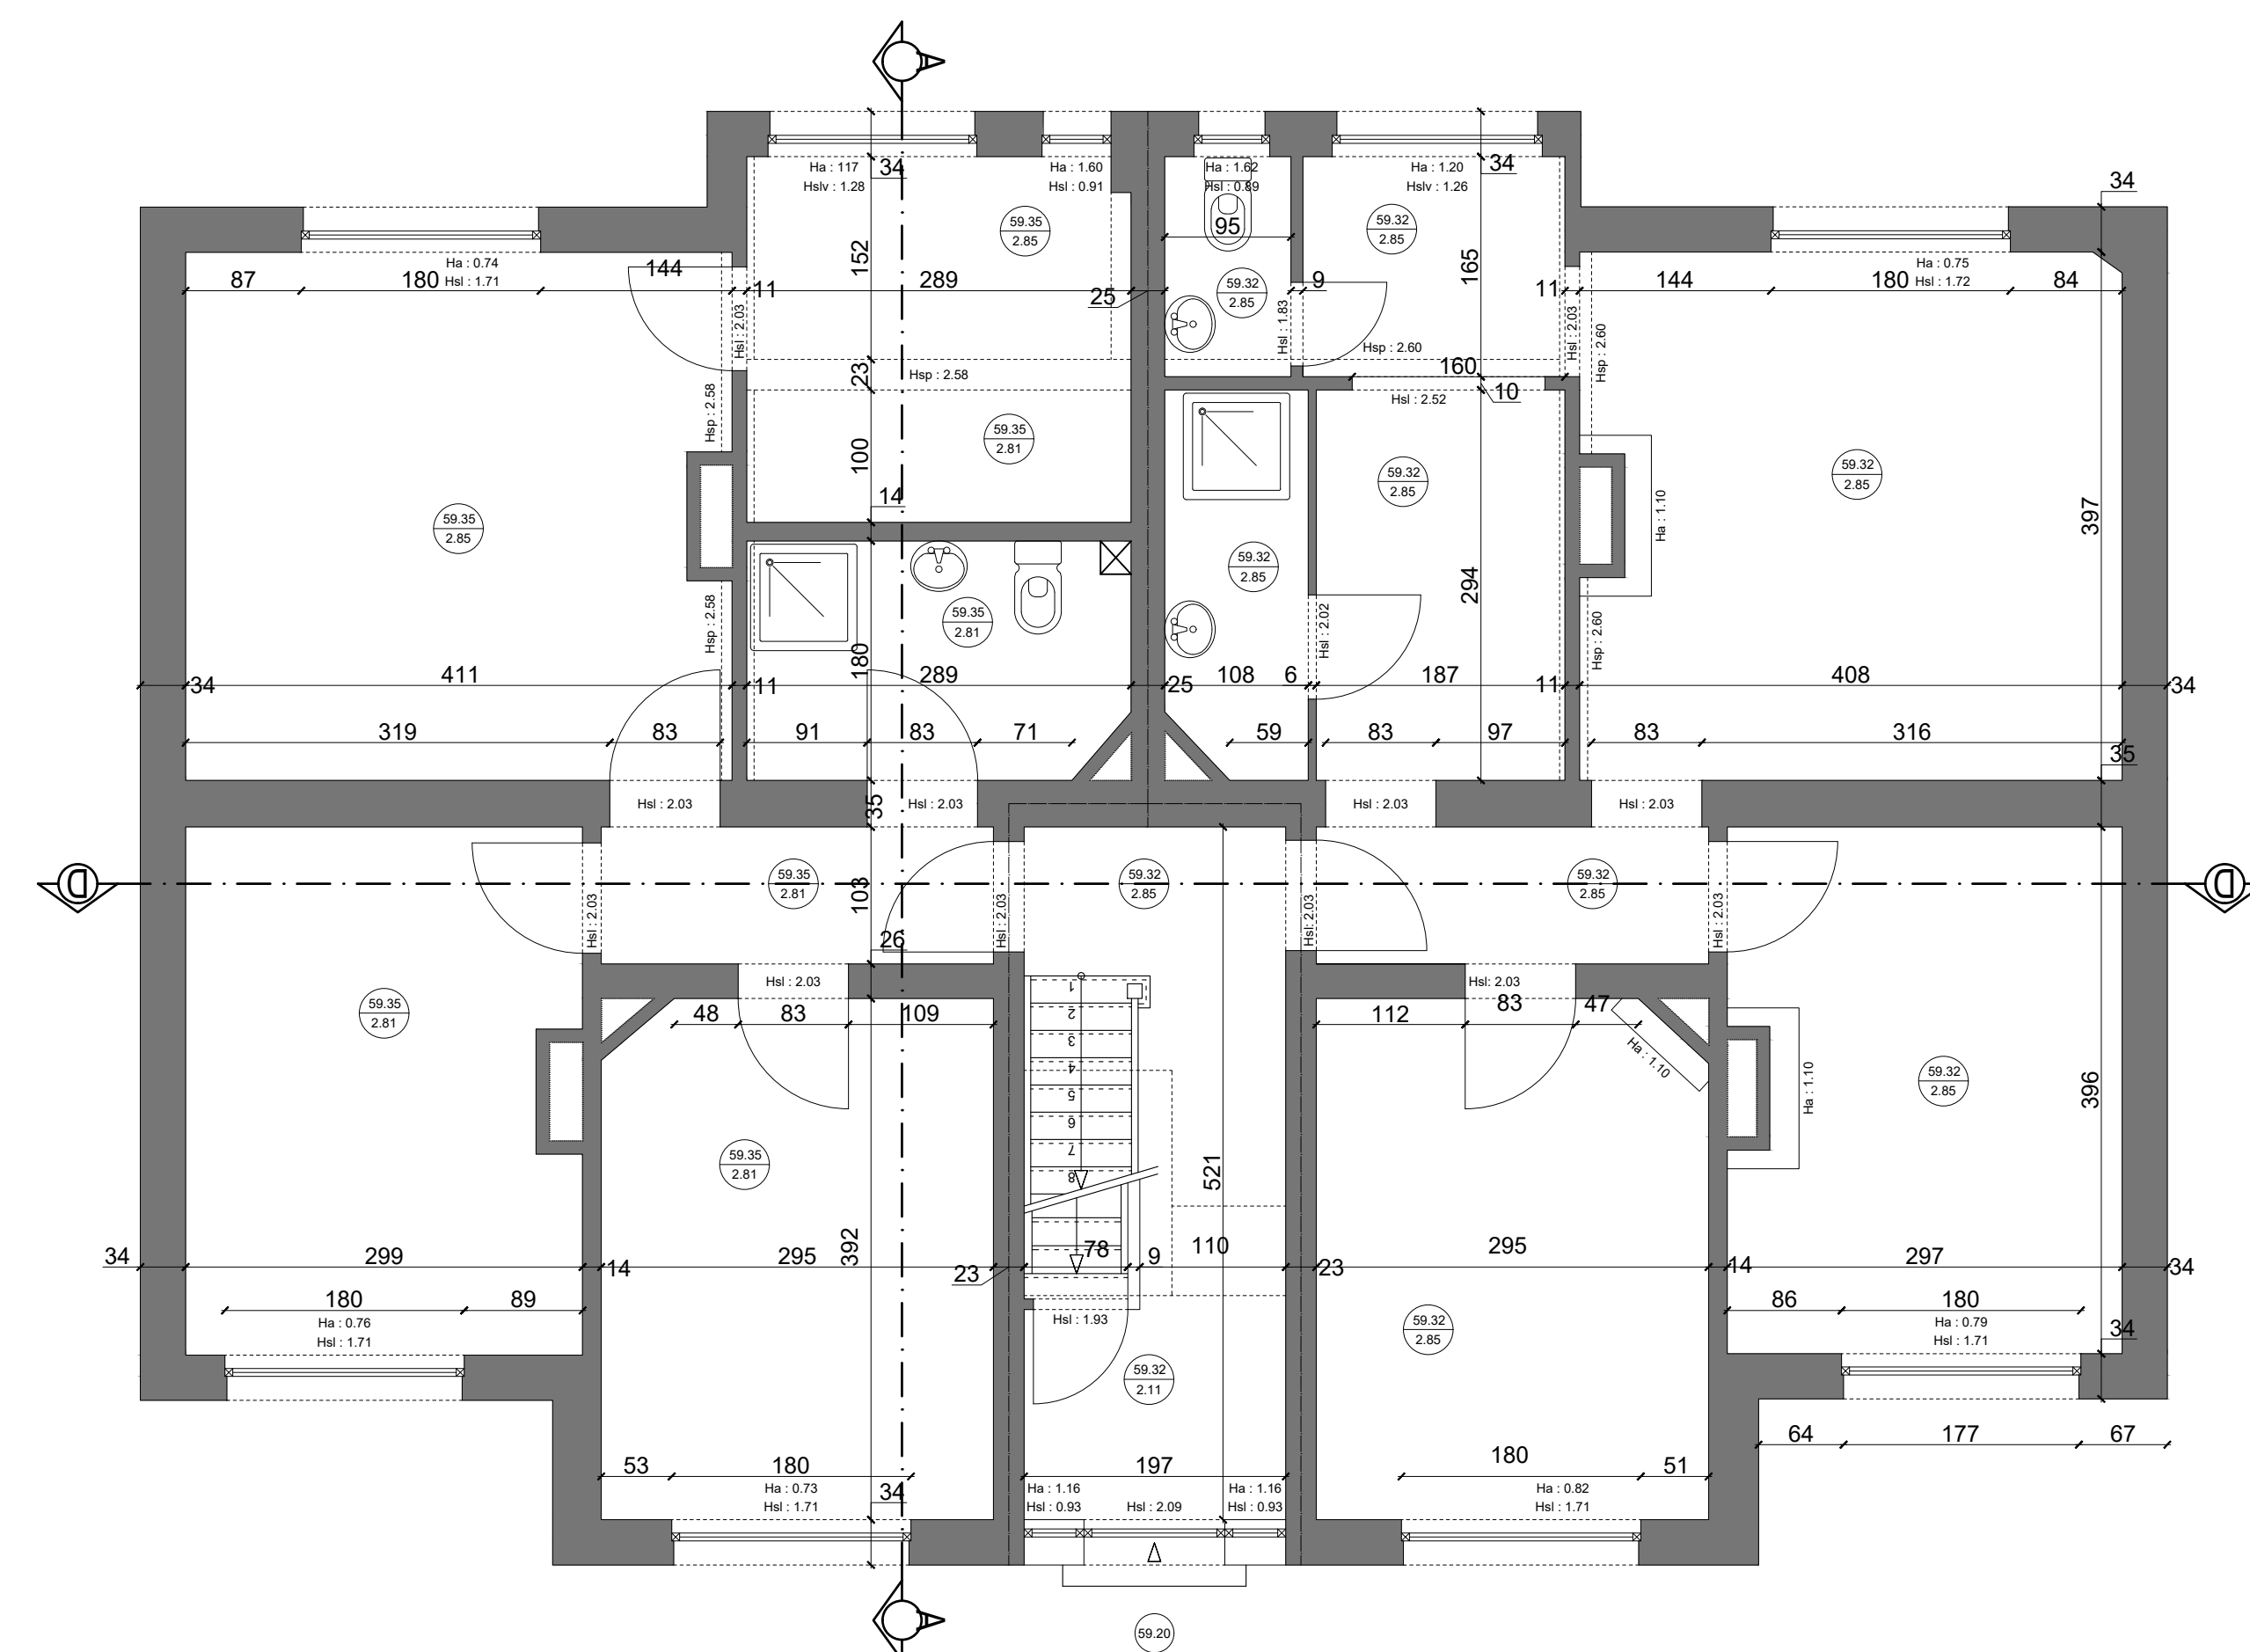 A
Ha : 117
34
Ha : 1.60
Ha : 1.62
Ha : 1.20
34
34
Hslv : 1.28
Hsl : 0.91
Hsl : 0.89
Hslv : 1.26
59.35
2.85
95
59.32
2.85
Ha : 0.74
Hsl : 1.71
152
165
Ha : 0.75
Hsl : 1.72
87
180
144
11
289
25
59.32
2.85
9
11
144
180
84
Hsl : 2.03
Hsl : 1.83
Hsl : 2.03
Hsp : 2.60
Hsp : 2.60
23
Hsp : 2.58
160
10
Hsl : 2.52
Hsp : 2.58
100
59.35
2.81
59.32
2.85
59.32
2.85
14
Ha : 1.10
397
59.35
2.85
59.32
2.85
294
Hsp : 2.58
59.35
2.81
Hsl : 2.02
Hsp : 2.60
180
34
411
11
289
25
108
6
187
11
408
34
319
83
91
83
71
59
83
97
83
316
35
Hsl : 2.03
35
Hsl : 2.03
Hsl : 2.03
Hsl : 2.03
D
59.35
2.81
103
59.32
2.85
59.32
2.85
D
Hsl : 2.03
Hsl : 2.03
Hsl: 2.03
Hsl : 2.03
26
Hsl : 2.03
Hsl: 2.03
59.35
2.81
48
83
109
1
2
3
4
5
6
7
8
112
83
47
Ha : 1.10
Ha : 1.10
59.32
2.85
396
59.35
2.81
521
392
34
299
14
295
23
78
9
110
23
295
14
297
34
180
89
86
180
Ha : 0.76
Hsl : 1.71
Hsl : 1.93
59.32
2.85
Ha : 0.79
Hsl : 1.71
34
59.32
2.11
64
177
67
53
180
34
197
180
51
Ha : 0.73
Hsl : 1.71
Ha : 1.16
Hsl : 0.93
Hsl : 2.09
Ha : 1.16
Hsl : 0.93
Ha : 0.82
Hsl : 1.71
A
59.20